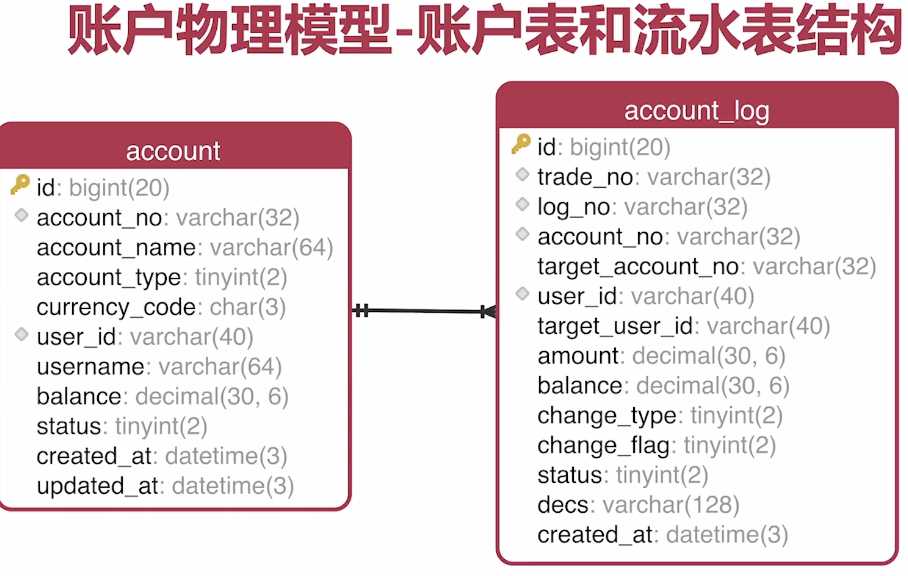 账户物理模型-账户表和流水表结构
account
id: bigint(20)
account_no: varchar(32)
account_name: varchar(64)
account_type: tinyint(2)
currency_code: char(3)
user_id: varchar(40)
username: varchar(64)
balance: decimal(30, 6)
status: tinyint(2)
created_at: datetime(3)
updated_at: datetime(3)
account_log
id: bigint(20)
trade_no: varchar(32)
log_no: varchar(32)
account_no: varchar(32)
target_account_no: varchar(32)
user_id: varchar(40)
target_user_id: varchar(40)
amount: decimal(30, 6)
balance: decimal(30, 6)
change_type: tinyint(2)
change_flag: tinyint(2)
status: tinyint(2)
decs: varchar(128)
created_at: datetime(3)